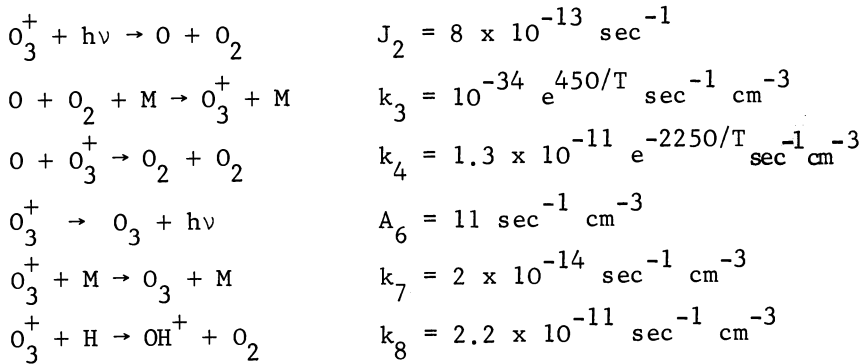 O₃⁺ + hν → O + O₂ J₂ = 8 x 10⁻¹³ sec⁻¹
O + O₂ + M → O₃⁺ + M k₃ = 10⁻³⁴ e^450/T sec⁻¹ cm⁻³
O + O₃⁺ → O₂ + O₂ k₄ = 1.3 x 10⁻¹¹ e^-2250/T sec⁻¹ cm⁻³
O₃⁺ → O₃ + hν A₆ = 11 sec⁻¹ cm⁻³
O₃⁺ + M → O₃ + M k₇ = 2 x 10⁻¹⁴ sec⁻¹ cm⁻³
O₃⁺ + H → OH⁺ + O₂ k₈ = 2.2 x 10⁻¹¹ sec⁻¹ cm⁻³